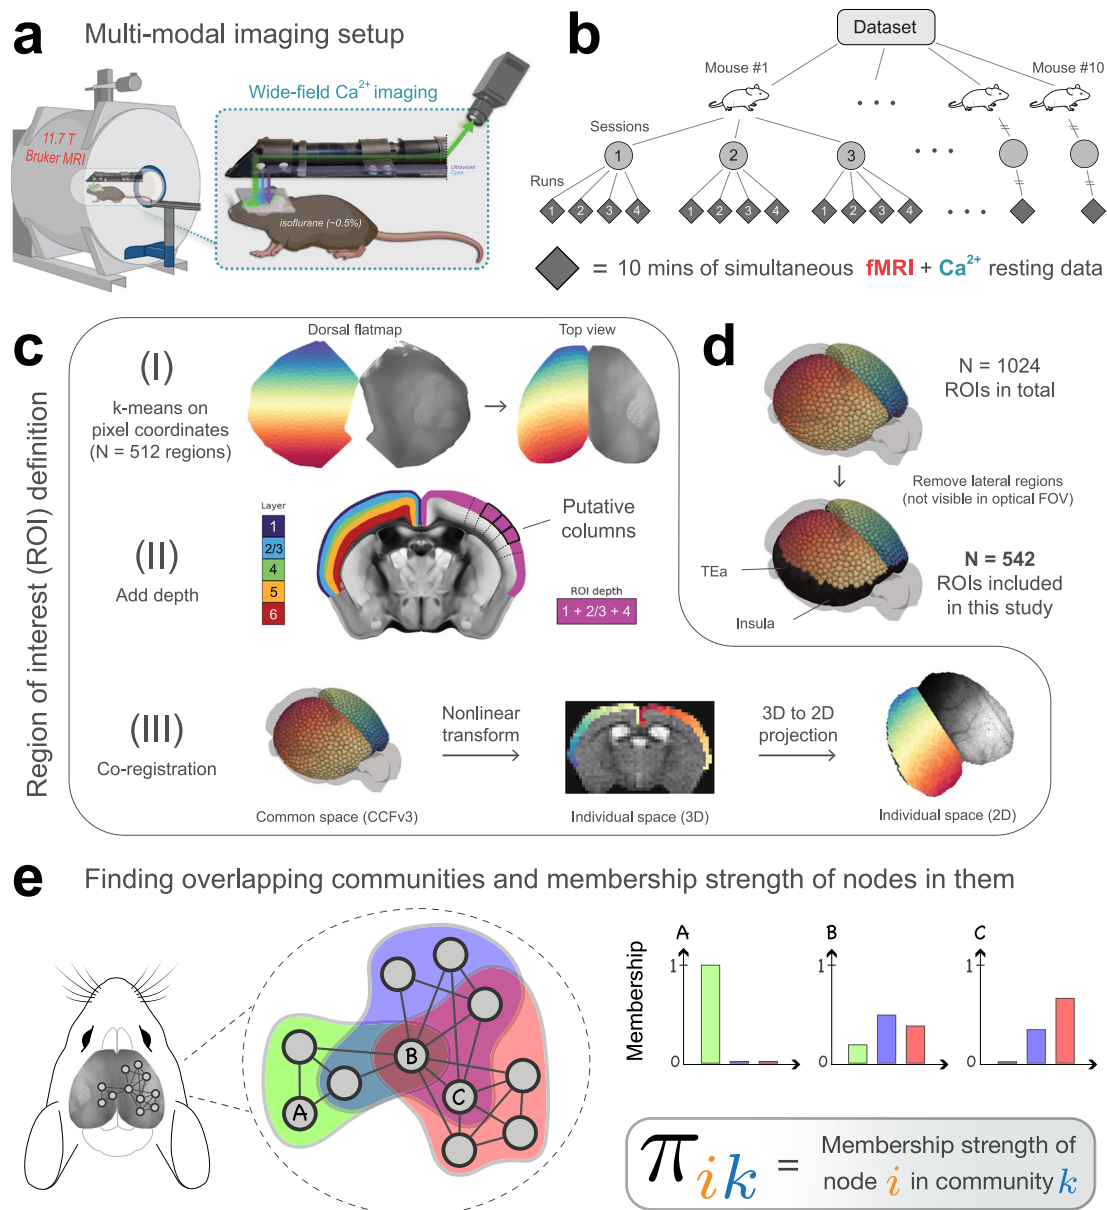 a Multi-modal imaging setup
11.7 T
Bruker MRI
Wide-field Ca²⁺ imaging
Ultraviolet
Cyan
isoflurane (~0.5%)
b
Dataset
Mouse #1
Mouse #10
Sessions
1 2 3
Runs
1 2 3 4 1 2 3 4 1 2 3 4
= 10 mins of simultaneous fMRI + Ca²⁺ resting data
c
Region of interest (ROI) definition
(I)
k-means on
pixel coordinates
(N = 512 regions)
Dorsal flatmap
Top view
(II)
Add depth
Layer
1
2/3
4
5
6
Putative
columns
ROI depth
1 + 2/3 + 4
(III)
Co-registration
Common space (CCFv3)
Nonlinear
transform
Individual space (3D)
3D to 2D
projection
Individual space (2D)
d
N = 1024
ROIs in total
Remove lateral regions
(not visible in optical FOV)
TEa
Insula
N = 542
ROIs included
in this study
e Finding overlapping communities and membership strength of nodes in them
A
B
C
Membership
A
1
0
B
1
0
C
1
0
πik = Membership strength of
node i in community k